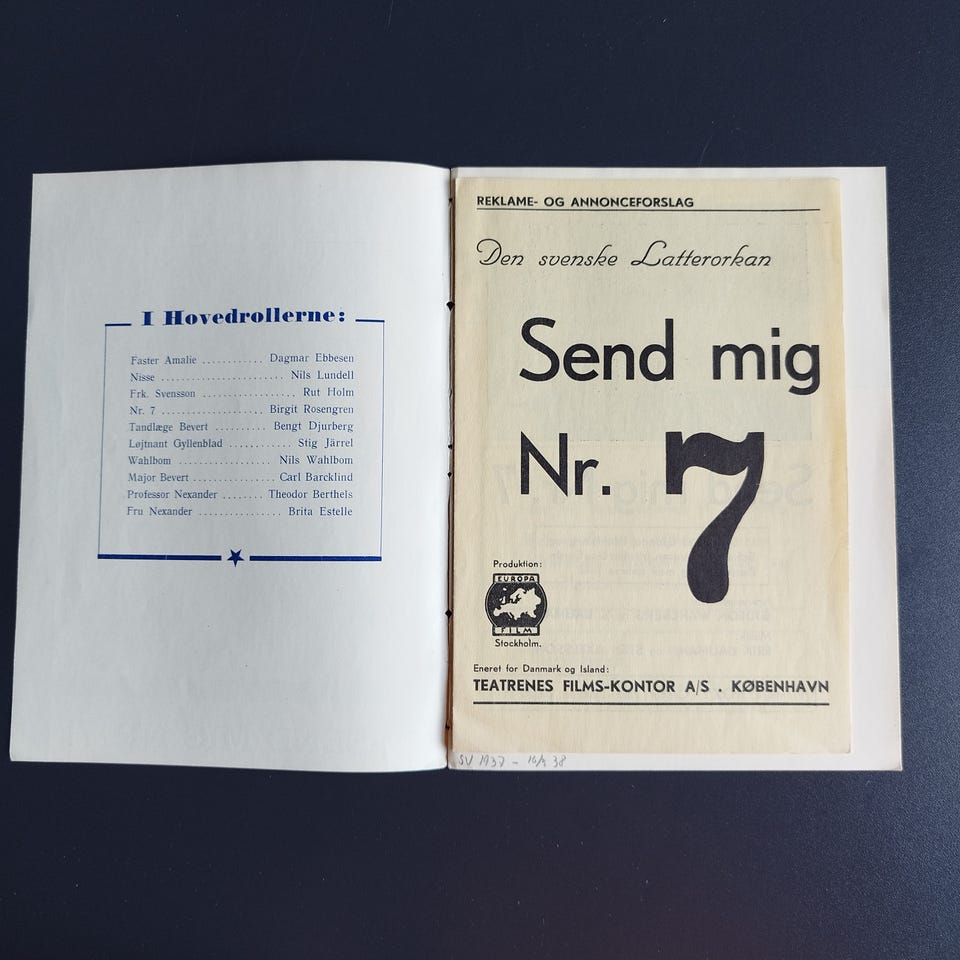 I Hovedrollerne:
Faster Amalie ........... Dagmar Ebbesen
Nisse ....................... Nils Lundell
Frk. Svensson ................. Rut Holm
Nr. 7 ................... Birgit Rosengren
Tandlæge Bevert .......... Bengt Djurberg
Løjtnant Gyllenblad ............ Stig Järrel
Wahlbom ................. Nils Wahlbom
Major Bevert ............... Carl Barcklind
Professor Nexander ........ Theodor Berthels
Fru Nexander ................ Brita Estelle
REKLAME- OG ANNONCEFORSLAG
Den svenske Latterorkan
Send mig
Nr. 7
Produktion:
EUROPA
FILM
Stockholm.
Eneret for Danmark og Island:
TEATRENES FILMS-KONTOR A/S . KØBENHAVN
SV 1937 -